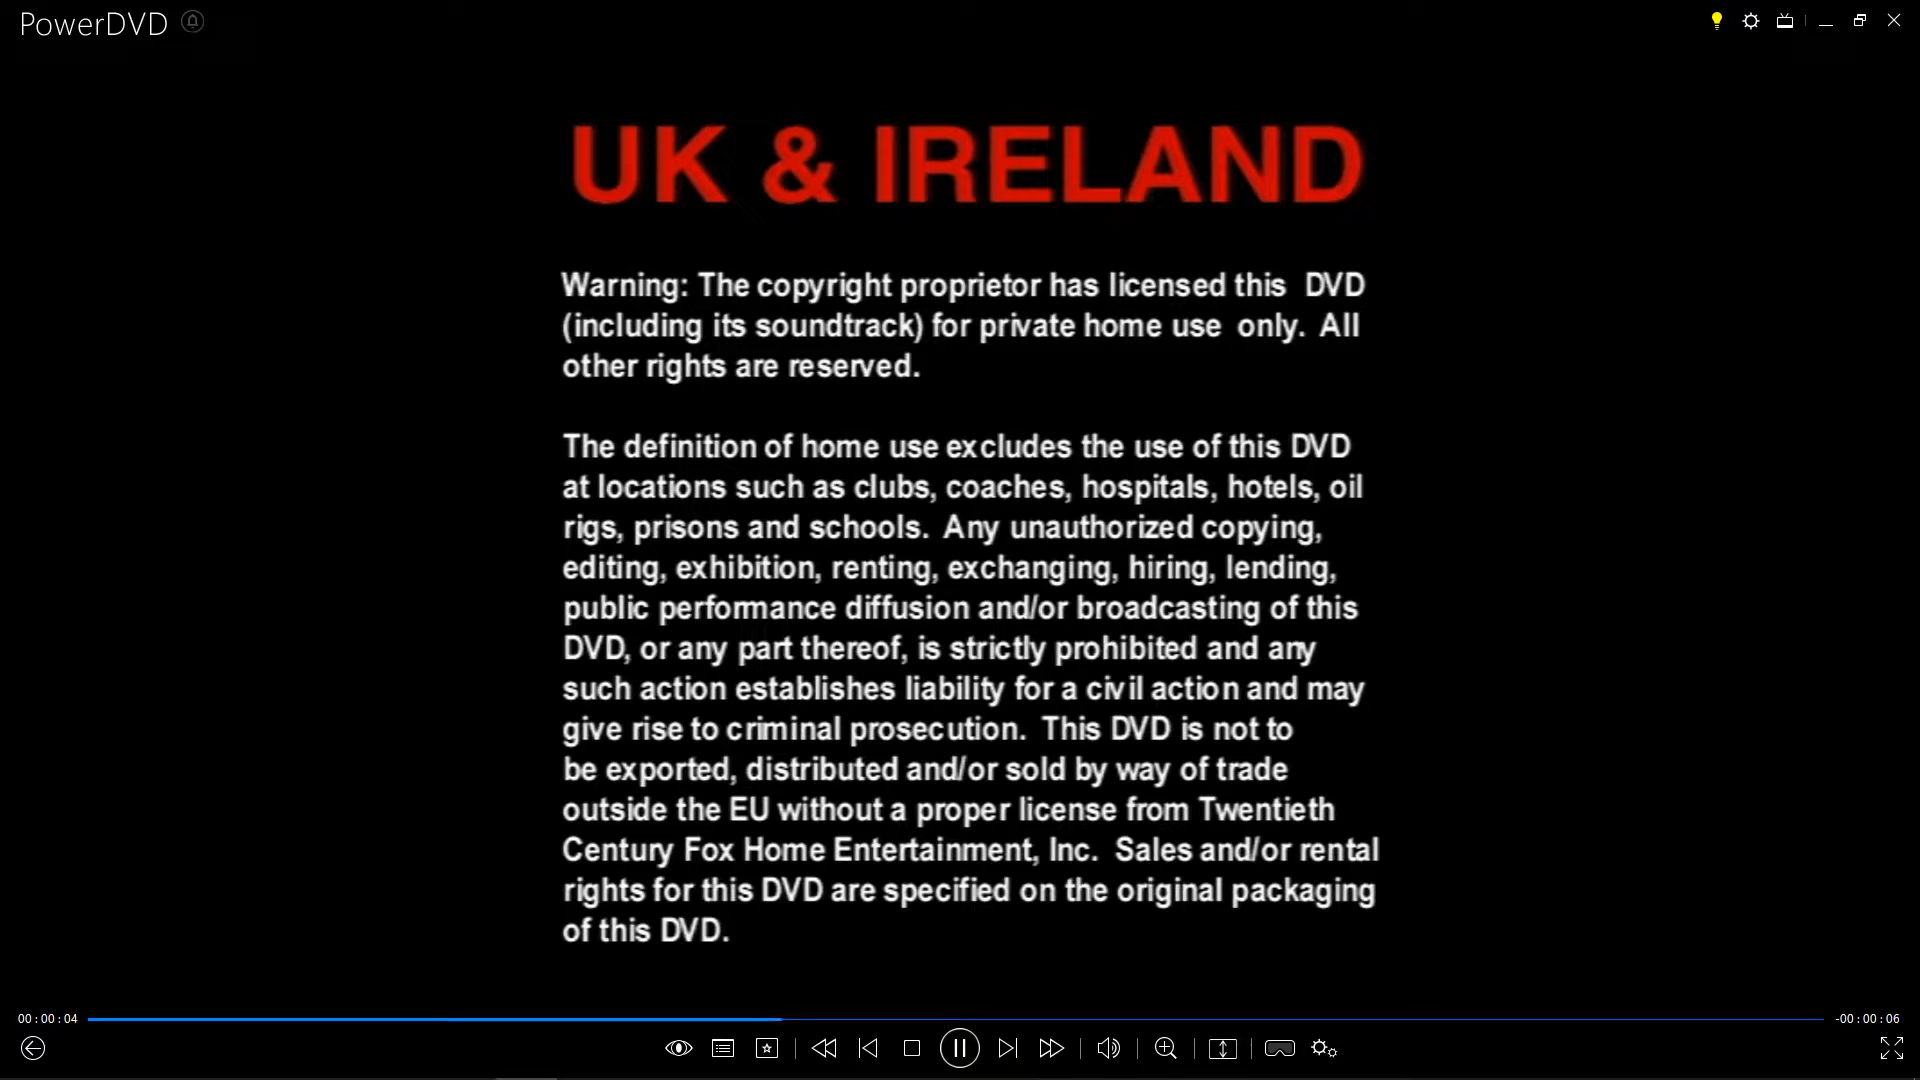 PowerDVD
UK & IRELAND
Warning: The copyright proprietor has licensed this DVD
(including its soundtrack) for private home use only. All
other rights are reserved.
The definition of home use excludes the use of this DVD
at locations such as clubs, coaches, hospitals, hotels, oil
rigs, prisons and schools. Any unauthorized copying,
editing, exhibition, renting, exchanging, hiring, lending,
public performance diffusion and/or broadcasting of this
DVD, or any part thereof, is strictly prohibited and any
such action establishes liability for a civil action and may
give rise to criminal prosecution. This DVD is not to
be exported, distributed and/or sold by way of trade
outside the EU without a proper license from Twentieth
Century Fox Home Entertainment, Inc. Sales and/or rental
rights for this DVD are specified on the original packaging
of this DVD.
00:00:04
-00:00:06